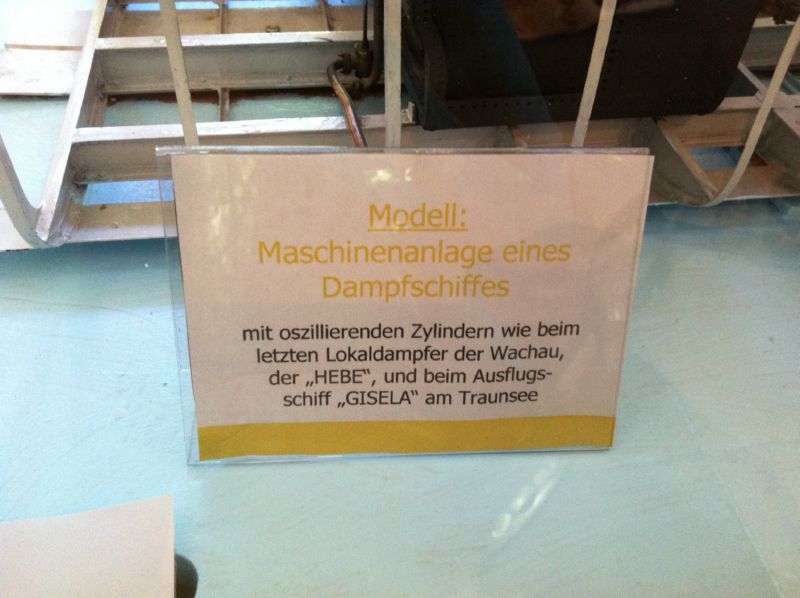 Modell:
Maschinenanlage eines
Dampfschiffes
mit oszillierenden Zylindern wie beim
letzten Lokaldampfer der Wachau,
der „HEBE“, und beim Ausflugs-
schiff „GISELA“ am Traunsee